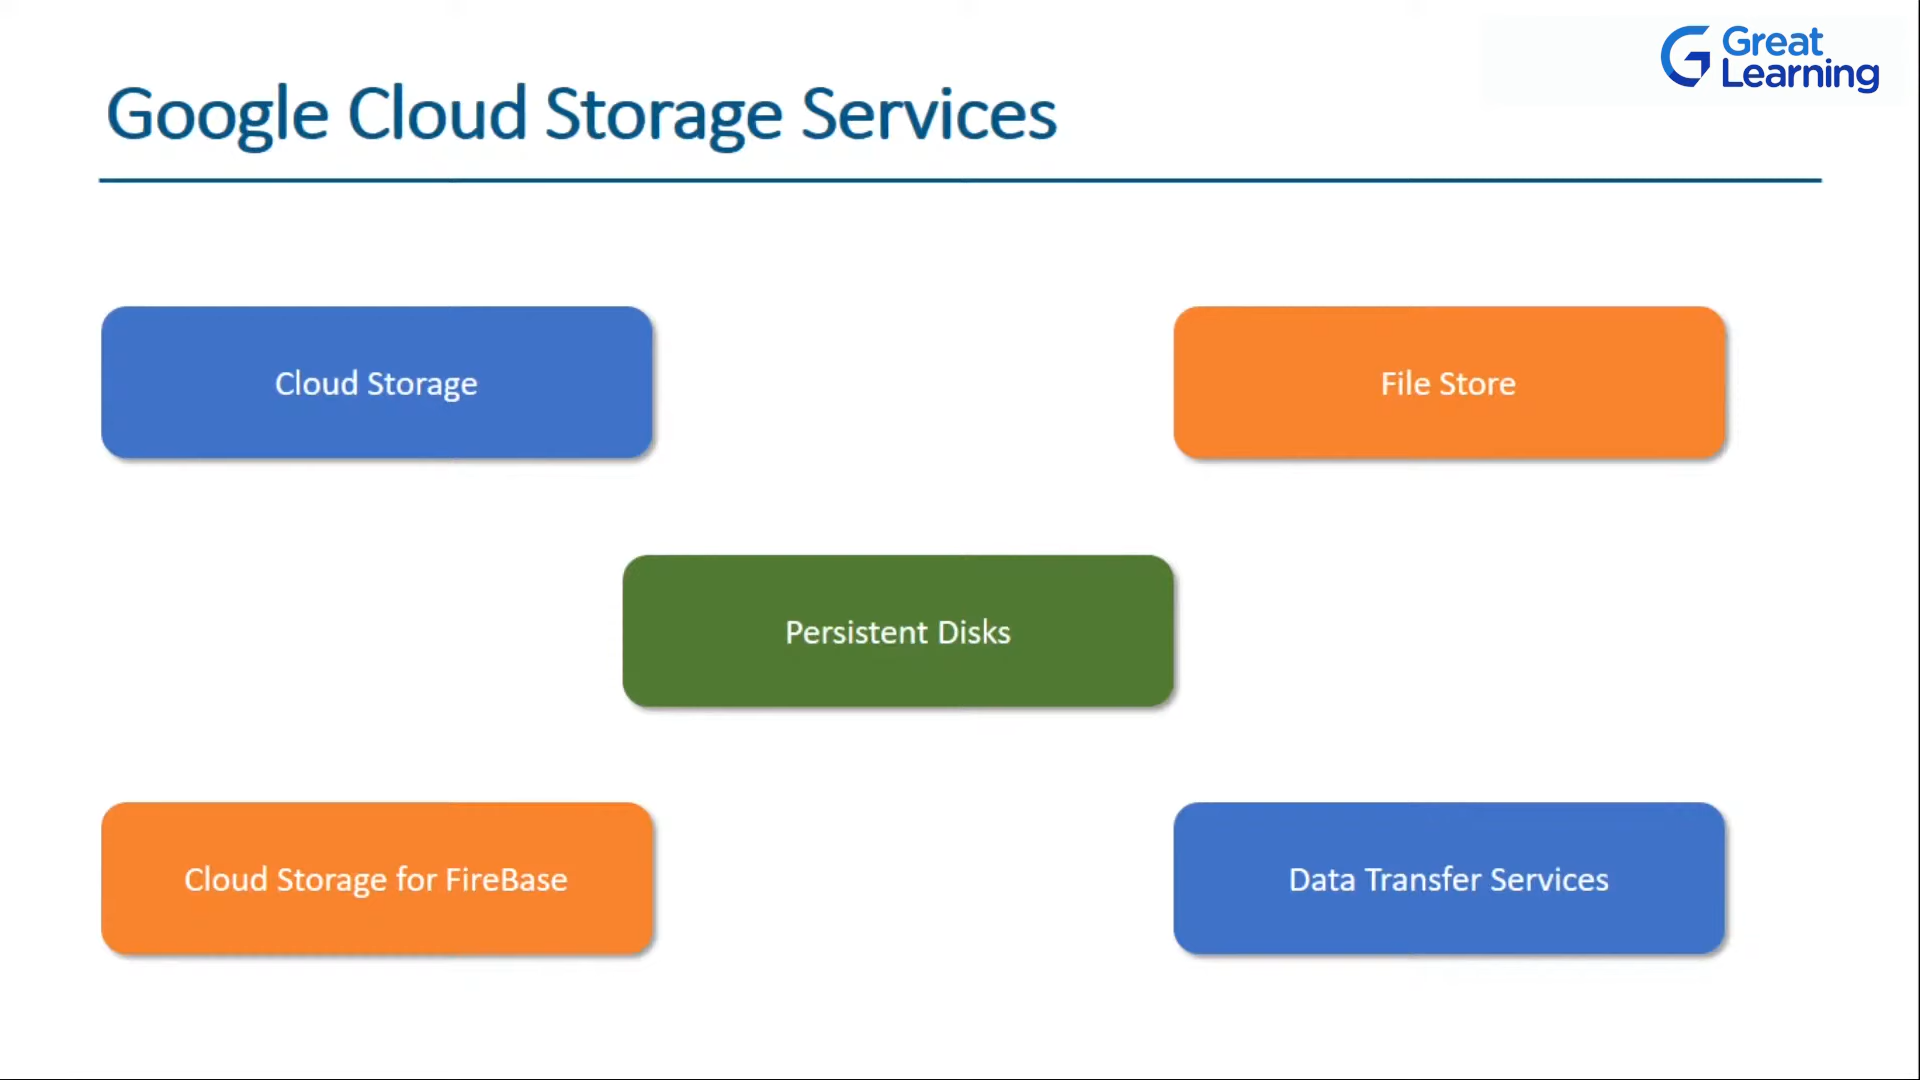 Great
Learning
Google Cloud Storage Services
Cloud Storage
File Store
Persistent Disks
Cloud Storage for FireBase
Data Transfer Services